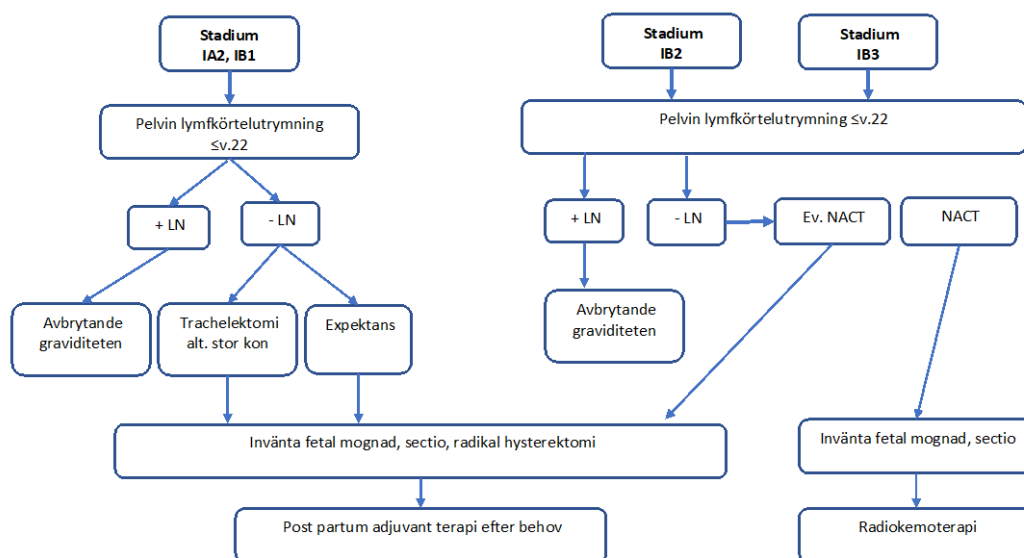 Stadium
IA2, IB1
Stadium
IB2
Stadium
IB3
Pelvin lymfkörtelutrymning
≤v.22
Pelvin lymfkörtelutrymning ≤v.22
+ LN
- LN
+ LN
- LN
Ev. NACT
NACT
Avbrytande
graviditeten
Trachelektomi
alt. stor kon
Expektans
Avbrytande
graviditeten
Invänta fetal mognad, sectio, radikal hysterektomi
Invänta fetal mognad, sectio
Post partum adjuvant terapi efter behov
Radiokemoterapi